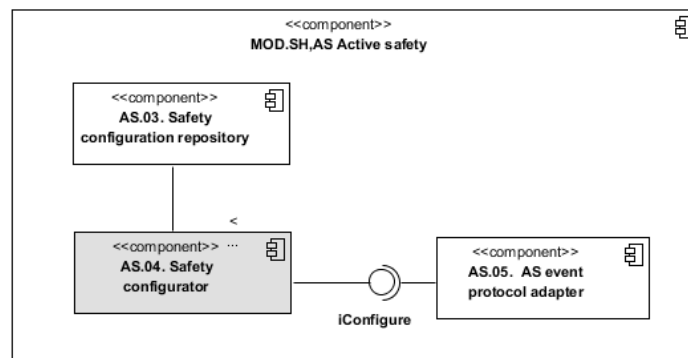 <<component>>
MOD.SH,AS Active safety
<<component>>
AS.03. Safety
configuration repository
<
<<component>> ...
AS.04. Safety
configurator
<<component>>
AS.05. AS event
protocol adapter
iConfigure